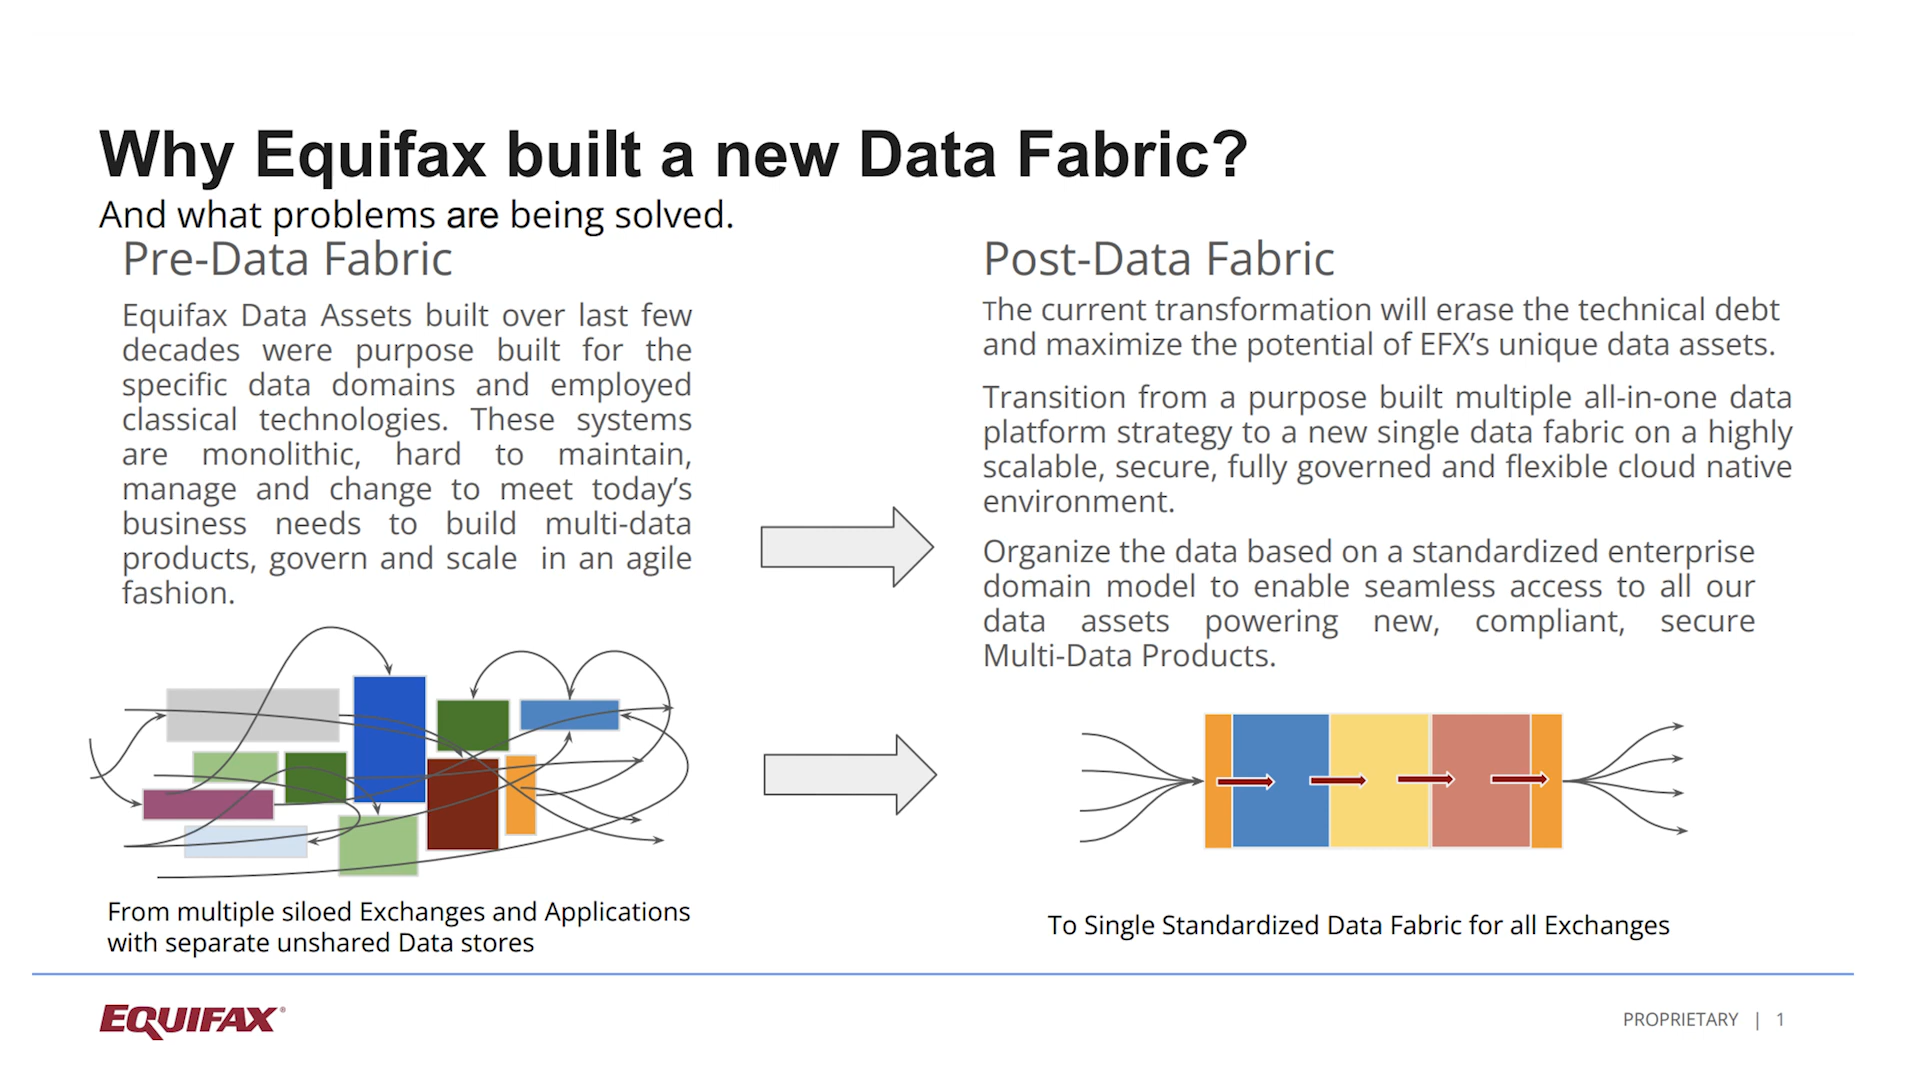 Why Equifax built a new Data Fabric?
And what problems are being solved.
Pre-Data Fabric
Equifax Data Assets built over last few
decades were purpose built for the
specific data domains and employed
classical technologies. These systems
are monolithic, hard to maintain,
manage and change to meet today’s
business needs to build multi-data
products, govern and scale in an agile
fashion.
From multiple siloed Exchanges and Applications
with separate unshared Data stores
Post-Data Fabric
The current transformation will erase the technical debt
and maximize the potential of EFX’s unique data assets.
Transition from a purpose built multiple all-in-one data
platform strategy to a new single data fabric on a highly
scalable, secure, fully governed and flexible cloud native
environment.
Organize the data based on a standardized enterprise
domain model to enable seamless access to all our
data assets powering new, compliant, secure
Multi-Data Products.
To Single Standardized Data Fabric for all Exchanges
EQUIFAX®
PROPRIETARY | 1